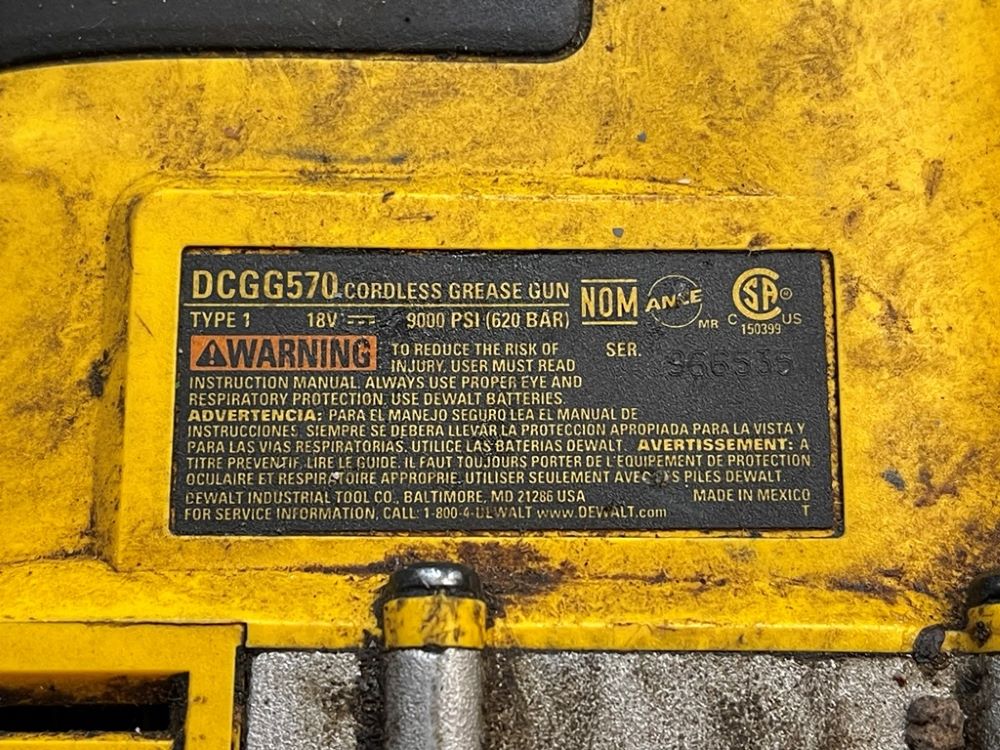 DCGG570 CORDLESS GREASE GUN
TYPE 1 18V 9000 PSI (620 BAR)
NOM ANCE MR
CSA ® C US 150399
WARNING TO REDUCE THE RISK OF
INJURY, USER MUST READ
INSTRUCTION MANUAL. ALWAYS USE PROPER EYE AND
RESPIRATORY PROTECTION. USE DEWALT BATTERIES.
SER. 966535
ADVERTENCIA: PARA EL MANEJO SEGURO LEA EL MANUAL DE
INSTRUCCIONES. SIEMPRE SE DEBERA LLEVAR LA PROTECCION APROPIADA PARA LA VISTA Y
PARA LAS VIAS RESPIRATORIAS. UTILICE LAS BATERIAS DEWALT. AVERTISSEMENT: A
TITRE PREVENTIF, LIRE LE GUIDE. IL FAUT TOUJOURS PORTER DE L'EQUIPEMENT DE PROTECTION
OCULAIRE ET RESPIRATOIRE APPROPRIE. UTILISER SEULEMENT AVEC LES PILES DEWALT.
DEWALT INDUSTRIAL TOOL CO., BALTIMORE, MD 21286 USA MADE IN MEXICO
FOR SERVICE INFORMATION, CALL: 1-800-4-DEWALT www.DEWALT.com T